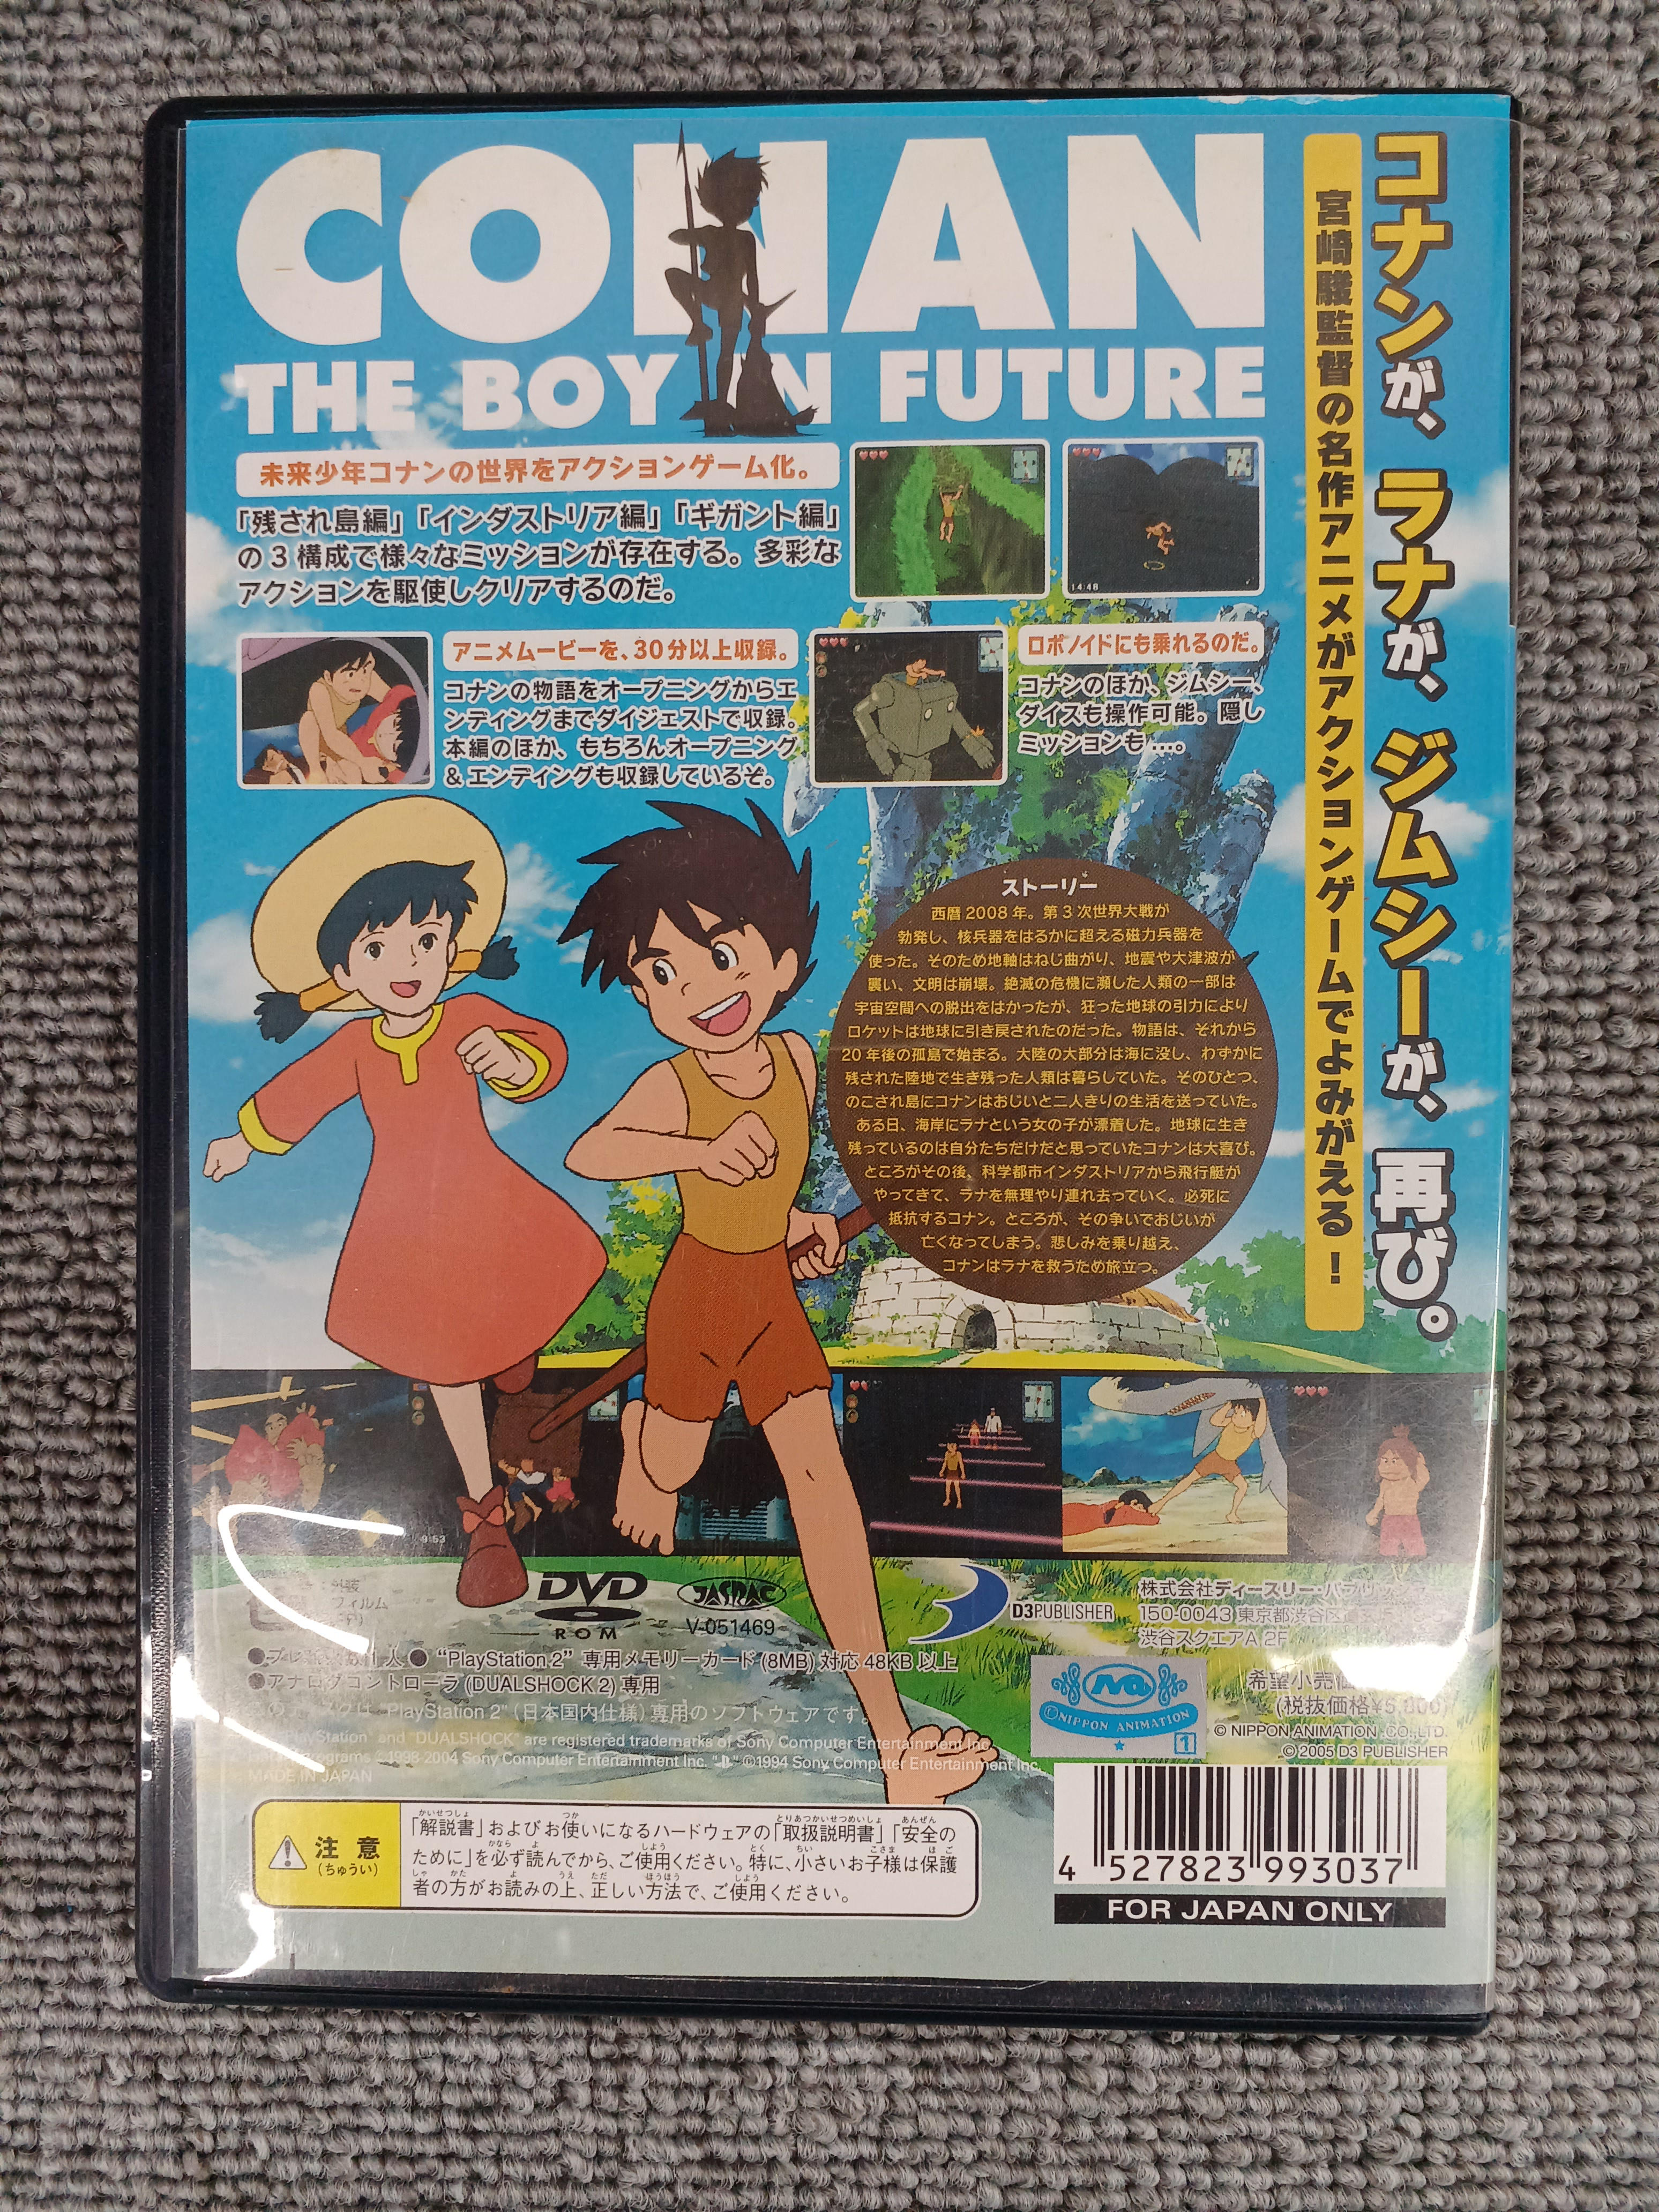 CONAN
THE BOY IN FUTURE
コナンが、ラナが、ジムシーが、再び。
宮崎駿監督の名作アニメがアクションゲームでよみがえる！
未来少年コナンの世界をアクションゲーム化。
「残され島編」「インダストリア編」「ギガント編」
の3構成で様々なミッションが存在する。多彩な
アクションを駆使しクリアするのだ。
14:48
アニメムービーを、30分以上収録。
コナンの物語をオープニングからエ
ンディングまでダイジェストで収録。
本編のほか、もちろんオープニング
&エンディングも収録しているぞ。
ロボノイドにも乗れるのだ。
コナンのほか、ジムシー、
ダイスも操作可能。隠し
ミッションも…。
ストーリー
西暦2008年。第3次世界大戦が
勃発し、核兵器をはるかに超える磁力兵器を
使った。そのため地軸はねじ曲がり、地震や大津波が
襲い、文明は崩壊。絶滅の危機に瀕した人類の一部は
宇宙空間への脱出をはかったが、狂った地球の引力により
ロケットは地球に引き戻されたのだった。物語は、それから
20年後の孤島で始まる。大陸の大部分は海に没し、わずかに
残された陸地で生き残った人類は暮らしていた。そのひとつ、
のこされ島にコナンはおじいと二人きりの生活を送っていた。
ある日、海岸にラナという女の子が漂着した。地球に生き
残っているのは自分たちだけだと思っていたコナンは大喜び。
ところがその後、科学都市インダストリアから飛行艇が
やってきて、ラナを無理やり連れ去っていく。必死に
抵抗するコナン。ところが、その争いでおじいが
亡くなってしまう。悲しみを乗り越え、
コナンはラナを救うため旅立つ。
9:53
外装
フィルム
DVD
ROM
JASRAC
V-051469
D3PUBLISHER
株式会社ディースリー・パブリッ
150-0043 東京都渋谷区
渋谷スクエアA 2F
1人 ●"PlayStation 2" 専用メモリーカード(8MB)対応 48KB以上
●アナログコントローラ(DUALSHOCK 2)専用
"PlayStation 2"(日本国内仕様)専用のソフトウェアです。
"PlayStation" and "DUALSHOCK" are registered trademarks of Sony Computer Entertainment Inc.
1998-2004 Sony Computer Entertainment Inc. ©1994 Sony Computer Entertainment Inc.
MADE IN JAPAN
©NIPPON ANIMATION
1
希望小売価
(税抜価格¥5,800)
© NIPPON ANIMATION CO.,LTD.
© 2005 D3 PUBLISHER
注意
(ちゅうい)
「解説書」およびお使いになるハードウェアの「取扱説明書」「安全の
ために」を必ず読んでから、ご使用ください。特に、小さいお子様は保護
者の方がお読みの上、正しい方法で、ご使用ください。
4 527823 993037
FOR JAPAN ONLY